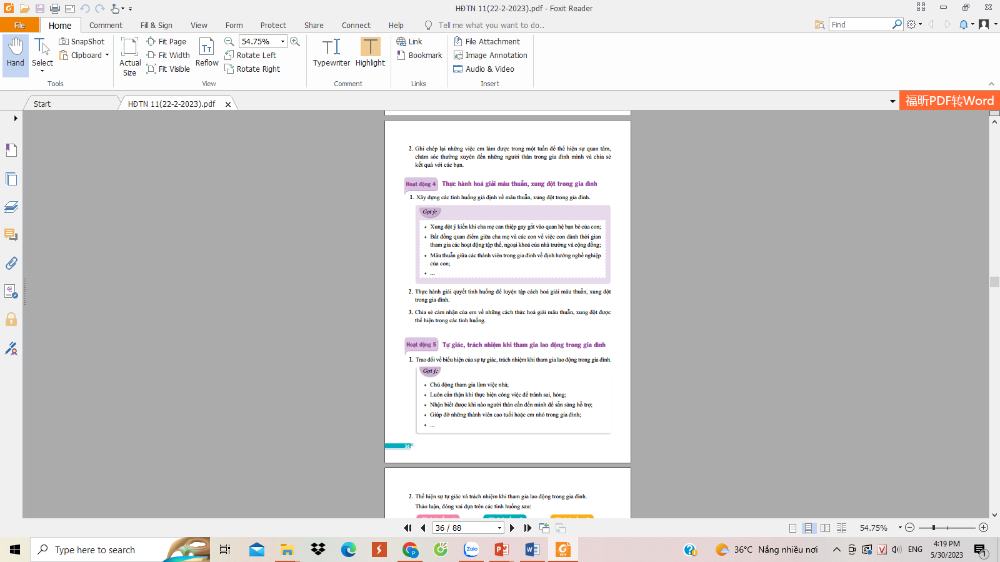 HĐTN 11(22-2-2023).pdf - Foxit Reader
File Home Comment Fill & Sign View Form Protect Share Connect Help Tell me what you want to do.. Find
Hand
Select
Tools
SnapShot
Clipboard
Actual Size
Fit Page
Fit Width
Fit Visible
Reflow
54.75%
Rotate Left
Rotate Right
View
Typewriter
Highlight
Comment
Link
Bookmark
Links
File Attachment
Image Annotation
Audio & Video
Insert
Start
HĐTN 11(22-2-2023).pdf
福昕PDF转Word
2. Ghi chép lại những việc em làm được trong một tuần để thể hiện sự quan tâm,
chăm sóc thường xuyên đến những người thân trong gia đình mình và chia sẻ
kết quả với các bạn.
Hoạt động 4 Thực hành hoá giải mâu thuẫn, xung đột trong gia đình
1. Xây dựng các tình huống giả định về mâu thuẫn, xung đột trong gia đình.
Gợi ý:
Xung đột ý kiến khi cha mẹ can thiệp gay gắt vào quan hệ bạn bè của con;
Bất đồng quan điểm giữa cha mẹ và các con về việc con dành thời gian
tham gia các hoạt động tập thể, ngoại khoá của nhà trường và cộng đồng;
Mâu thuẫn giữa các thành viên trong gia đình về định hướng nghề nghiệp
của con;
...
2. Thực hành giải quyết tình huống để luyện tập cách hoá giải mâu thuẫn, xung đột
trong gia đình.
3. Chia sẻ cảm nhận của em về những cách thức hoá giải mâu thuẫn, xung đột được
thể hiện trong các tình huống.
Hoạt động 5 Tự giác, trách nhiệm khi tham gia lao động trong gia đình
1. Trao đổi về biểu hiện của sự tự giác, trách nhiệm khi tham gia lao động trong gia đình.
Gợi ý:
Chủ động tham gia làm việc nhà;
Luôn cẩn thận khi thực hiện công việc để tránh sai, hỏng;
Nhận biết được khi nào người thân cần đến mình để sẵn sàng hỗ trợ;
Giúp đỡ những thành viên cao tuổi hoặc em nhỏ trong gia đình;
...
36
2. Thể hiện sự tự giác và trách nhiệm khi tham gia lao động trong gia đình.
Thảo luận, đóng vai dựa trên các tình huống sau:
36 / 88
54.75%
Type here to search
Zalo
36°C Nắng nhiều nơi
ENG
4:19 PM
5/30/2023
1